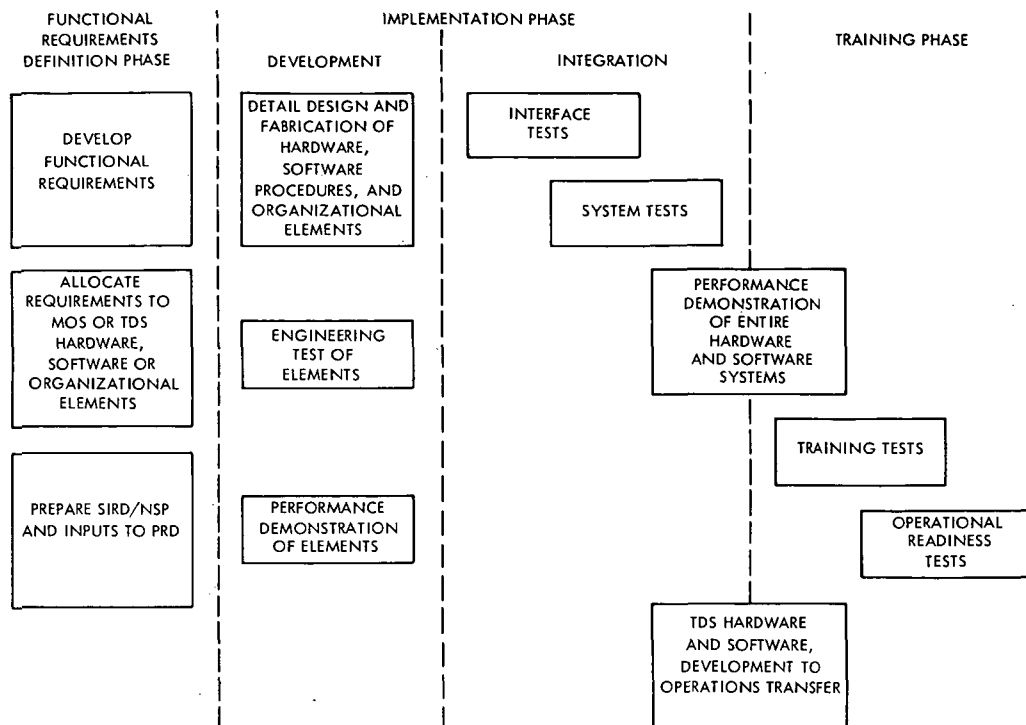 FUNCTIONAL
REQUIREMENTS
DEFINITION PHASE
IMPLEMENTATION PHASE
DEVELOPMENT
INTEGRATION
TRAINING PHASE
DEVELOP
FUNCTIONAL
REQUIREMENTS
DETAIL DESIGN AND
FABRICATION OF
HARDWARE,
SOFTWARE
PROCEDURES, AND
ORGANIZATIONAL
ELEMENTS
INTERFACE
TESTS
SYSTEM TESTS
ALLOCATE
REQUIREMENTS TO
MOS OR TDS
HARDWARE,
SOFTWARE OR
ORGANIZATIONAL
ELEMENTS
ENGINEERING
TEST OF
ELEMENTS
PERFORMANCE
DEMONSTRATION
OF ENTIRE
HARDWARE
AND SOFTWARE
SYSTEMS
TRAINING TESTS
PREPARE SIRD/NSP
AND INPUTS TO PRD
PERFORMANCE
DEMONSTRATION
OF ELEMENTS
OPERATIONAL
READINESS
TESTS
TDS HARDWARE
AND SOFTWARE,
DEVELOPMENT TO
OPERATIONS TRANSFER